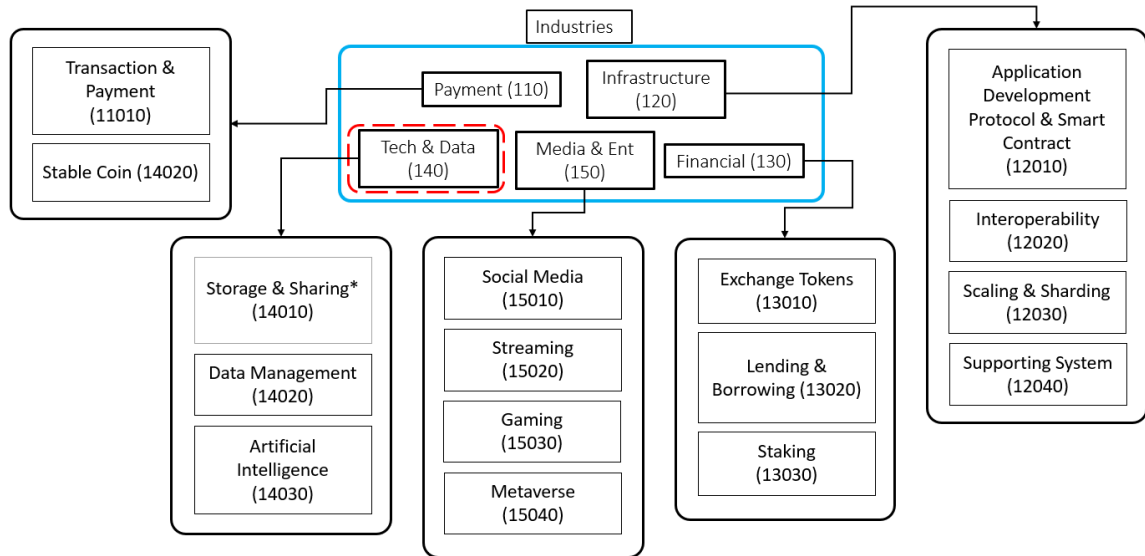 Industries
Payment (110)
Infrastructure
(120)
Tech & Data
(140)
Media & Ent
(150)
Financial (130)
Transaction &
Payment
(11010)
Stable Coin (14020)
Storage & Sharing*
(14010)
Data Management
(14020)
Artificial
Intelligence
(14030)
Social Media
(15010)
Streaming
(15020)
Gaming
(15030)
Metaverse
(15040)
Exchange Tokens
(13010)
Lending &
Borrowing (13020)
Staking
(13030)
Application
Development
Protocol & Smart
Contract
(12010)
Interoperability
(12020)
Scaling & Sharding
(12030)
Supporting System
(12040)